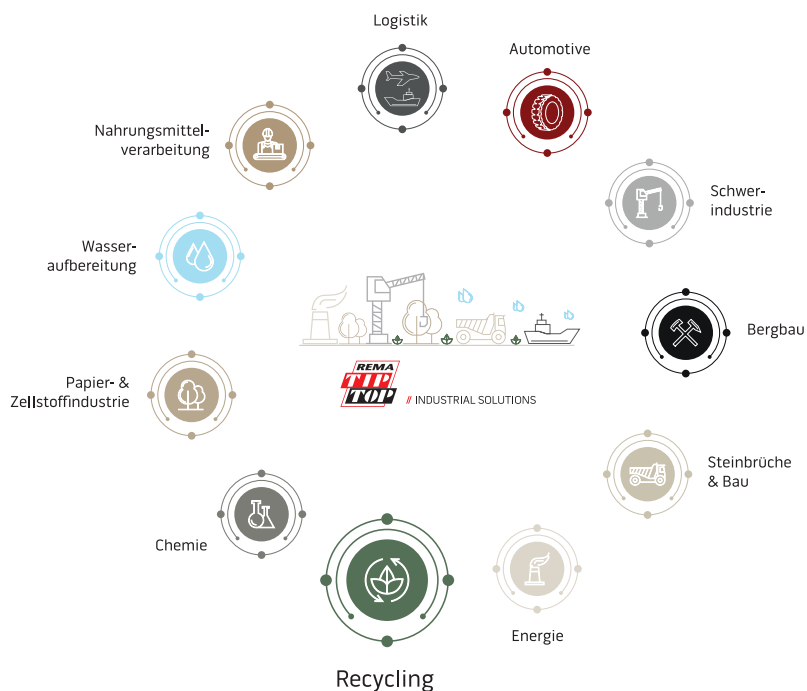 Logistik
Automotive
Nahrungsmittel-
verarbeitung
Schwer-
industrie
Wasser-
aufbereitung
Bergbau
REMA
TIP
TOP
// INDUSTRIAL SOLUTIONS
Papier- &
Zellstoffindustrie
Steinbrüche
& Bau
Chemie
Energie
Recycling